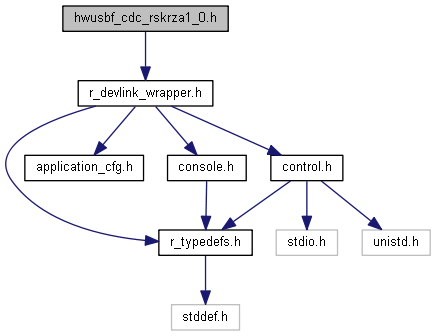 hwusbf_cdc_rskrza1_0.h
r_devlink_wrapper.h
application_cfg.h
console.h
control.h
r_typedefs.h
stdio.h
unistd.h
stddef.h